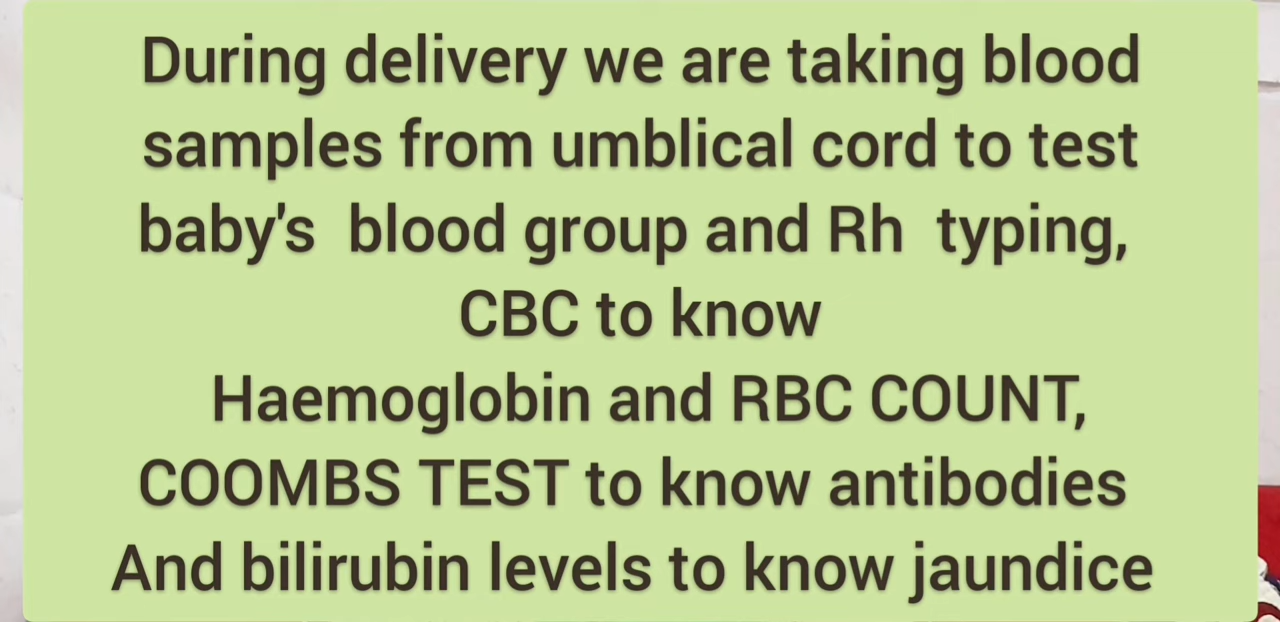 During delivery we are taking blood
samples from umblical cord to test
baby's  blood group and Rh  typing,
CBC to know
Haemoglobin and RBC COUNT,
COOMBS TEST to know antibodies
And bilirubin levels to know jaundice